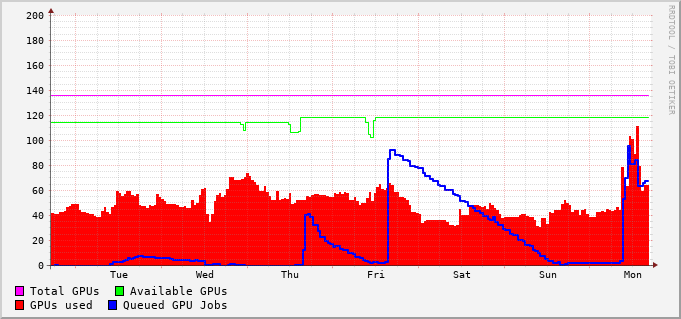 200
180
160
140
120
100
80
60
40
20
0
Tue Wed Thu Fri Sat Sun Mon
Total GPUs Available GPUs
GPUs used Queued GPU Jobs
RRDTOOL / TOBI OETIKER